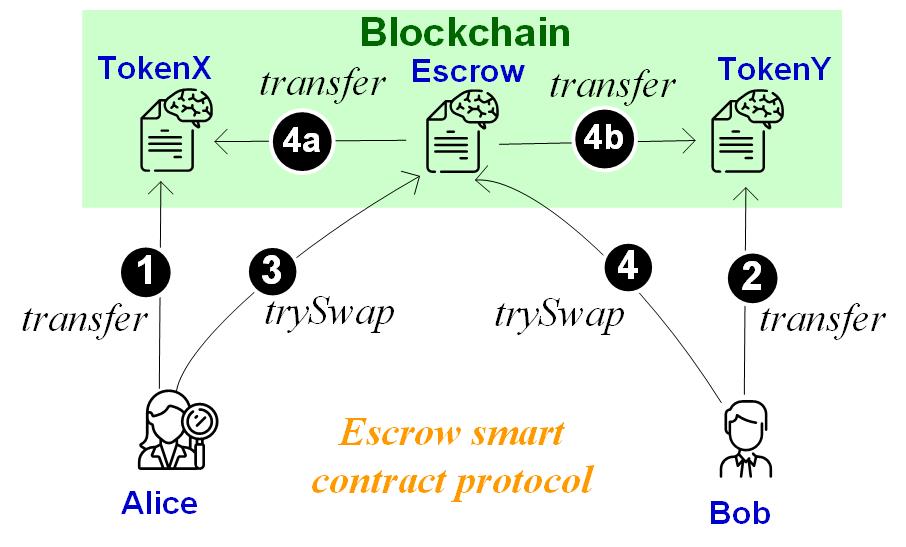 Blockchain
TokenX
transfer
Escrow
transfer
TokenY
4a
4b
1
3
4
2
transfer
trySwap
trySwap
transfer
Escrow smart
contract protocol
Alice
Bob